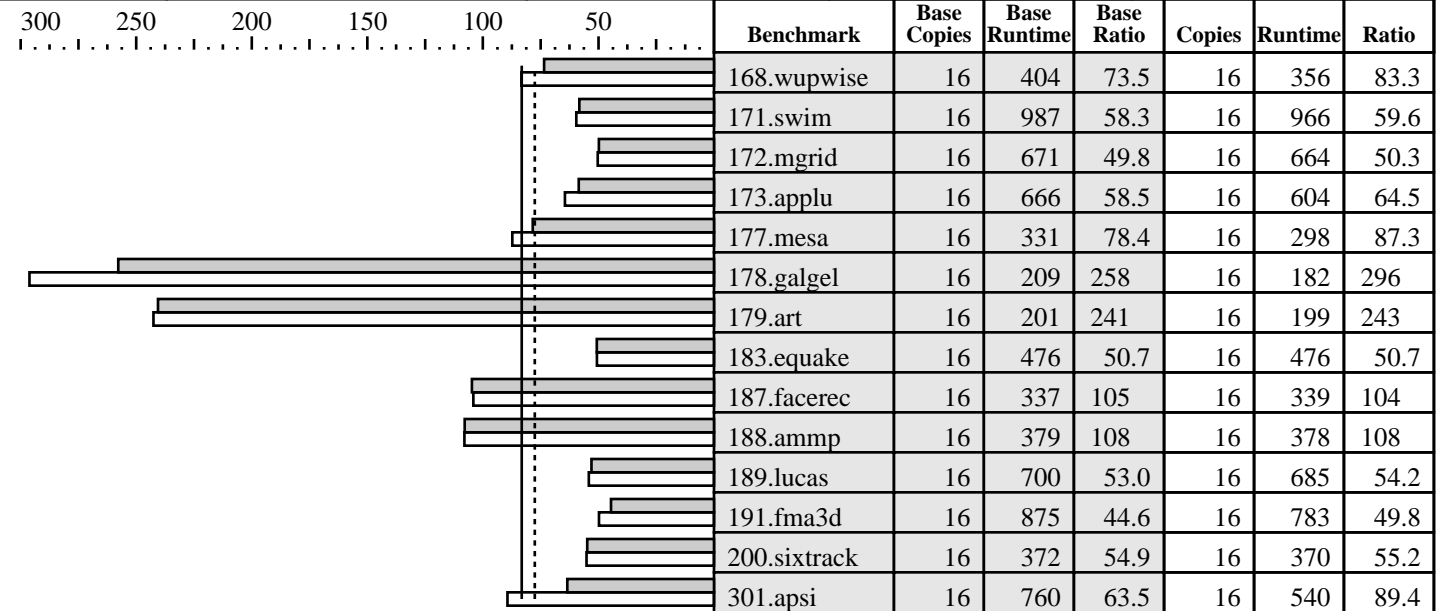 300 250 200 150 100 50
Benchmark Base Copies Base Runtime Base Ratio Copies Runtime Ratio
168.wupwise 16 404 73.5 16 356 83.3
171.swim 16 987 58.3 16 966 59.6
172.mgrid 16 671 49.8 16 664 50.3
173.applu 16 666 58.5 16 604 64.5
177.mesa 16 331 78.4 16 298 87.3
178.galgel 16 209 258 16 182 296
179.art 16 201 241 16 199 243
183.equake 16 476 50.7 16 476 50.7
187.facerec 16 337 105 16 339 104
188.ammp 16 379 108 16 378 108
189.lucas 16 700 53.0 16 685 54.2
191.fma3d 16 875 44.6 16 783 49.8
200.sixtrack 16 372 54.9 16 370 55.2
301.apsi 16 760 63.5 16 540 89.4